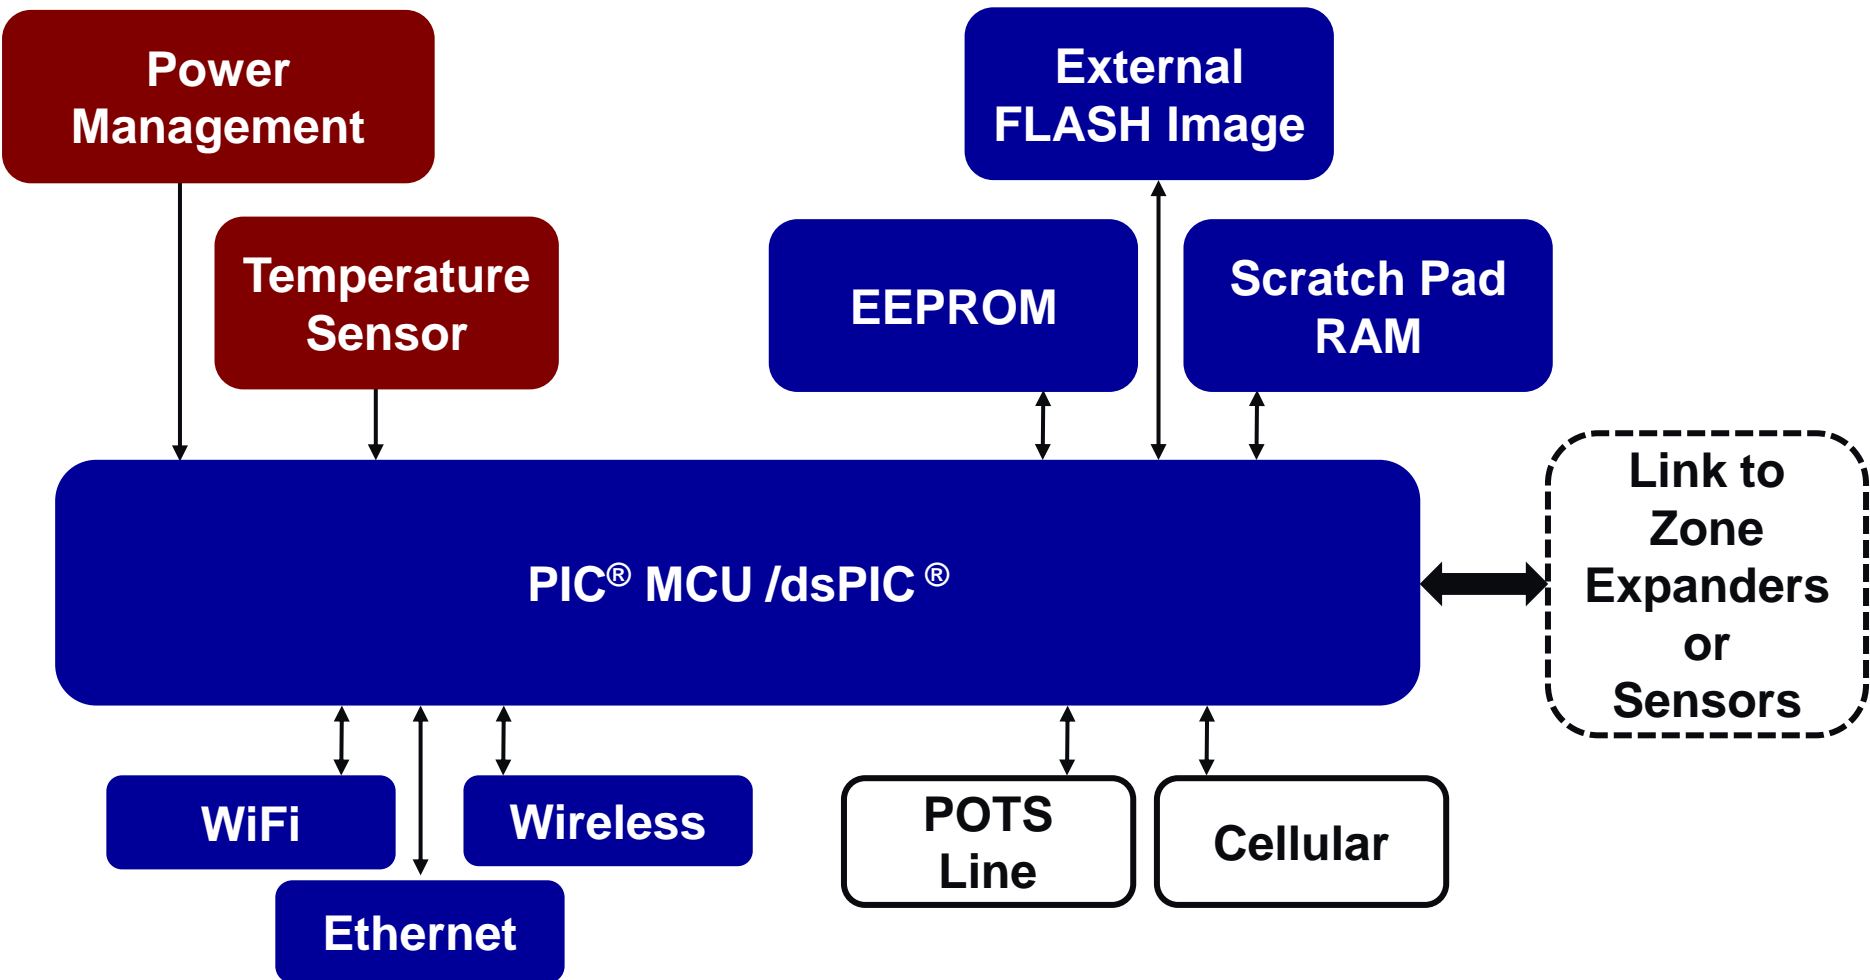 Power
Management
External
FLASH Image
Temperature
Sensor
EEPROM
Scratch Pad
RAM
PIC® MCU /dsPIC ®
Link to
Zone
Expanders
or
Sensors
WiFi
Wireless
Ethernet
POTS
Line
Cellular